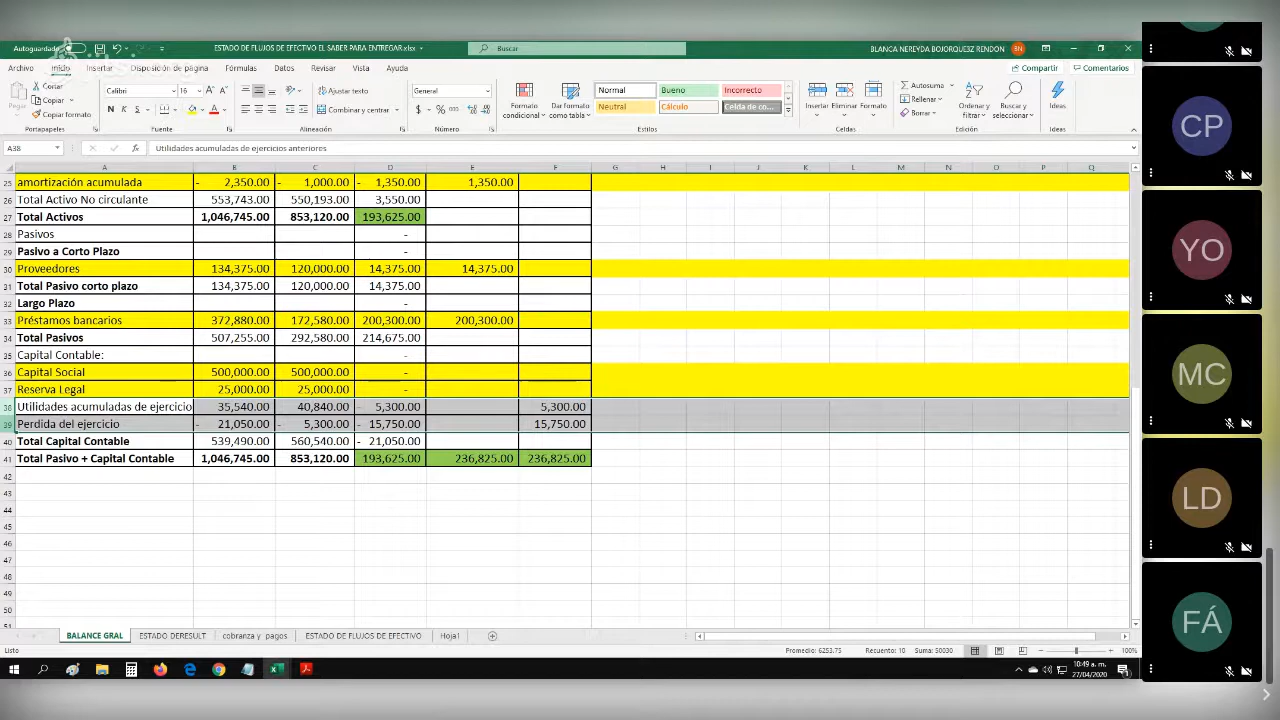 Autoguardado
ESTADO DE FLUJOS DE EFECTIVO EL SABER PARA ENTREGAR.xlsx
Buscar
BLANCA NEREYDA BOJORQUEZ RENDON
BN
Archivo Inicio Insertar Disposición de página Fórmulas Datos Revisar Vista Ayuda
Compartir Comentarios
Pegar
Cortar
Copiar
Copiar formato
Portapapeles
Calibri 16
N K S
Fuente
Ajustar texto
Combinar y centrar
Alineación
General
$ % 000
Número
Formato condicional
Dar formato como tabla
Normal Bueno Incorrecto
Neutral Cálculo Celda de co...
Estilos
Insertar Eliminar Formato
Celdas
Autosuma
Rellenar
Borrar
Ordenar y filtrar
Buscar y seleccionar
Edición
Ideas
Ideas
A38
fx
Utilidades acumuladas de ejercicios anteriores
A B C D E F G H I J K L M N O P Q
25 amortización acumulada - 2,350.00 - 1,000.00 - 1,350.00 1,350.00
26 Total Activo No circulante 553,743.00 550,193.00 3,550.00
27 Total Activos 1,046,745.00 853,120.00 193,625.00
28 Pasivos -
29 Pasivo a Corto Plazo -
30 Proveedores 134,375.00 120,000.00 14,375.00 14,375.00
31 Total Pasivo corto plazo 134,375.00 120,000.00 14,375.00
32 Largo Plazo -
33 Préstamos bancarios 372,880.00 172,580.00 200,300.00 200,300.00
34 Total Pasivos 507,255.00 292,580.00 214,675.00
35 Capital Contable: -
36 Capital Social 500,000.00 500,000.00 -
37 Reserva Legal 25,000.00 25,000.00 -
38 Utilidades acumuladas de ejercicio 35,540.00 40,840.00 - 5,300.00 5,300.00
39 Perdida del ejercicio - 21,050.00 - 5,300.00 - 15,750.00 15,750.00
40 Total Capital Contable 539,490.00 560,540.00 - 21,050.00
41 Total Pasivo + Capital Contable 1,046,745.00 853,120.00 193,625.00 236,825.00 236,825.00
42
43
44
45
46
47
48
49
50
51
BALANCE GRAL ESTADO DERESULT cobranza y pagos ESTADO DE FLUJOS DE EFECTIVO Hoja1
Listo
Promedio: 6253.75 Recuento: 10 Suma: 50030
100%
10:49 a. m.
27/04/2020
CP
YO
MC
LD
FÁ